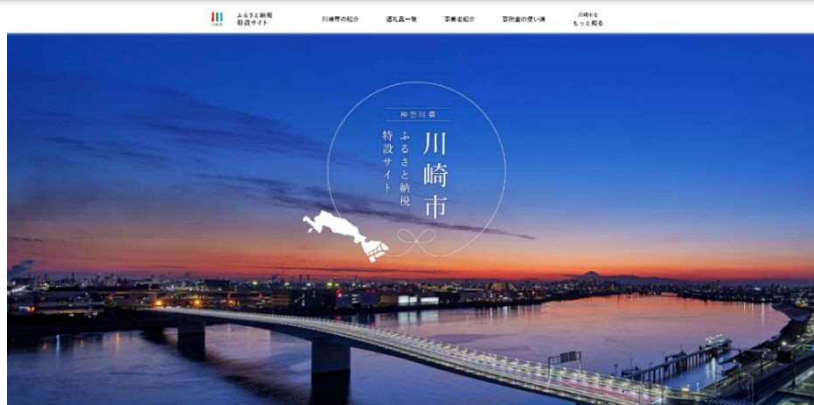 ふるさと納税
特設サイト
川崎市の紹介
返礼品一覧
事業者紹介
寄附金の使い道
川崎市を
もっと知る
神奈川県
川崎市
ふるさと納税
特設サイト